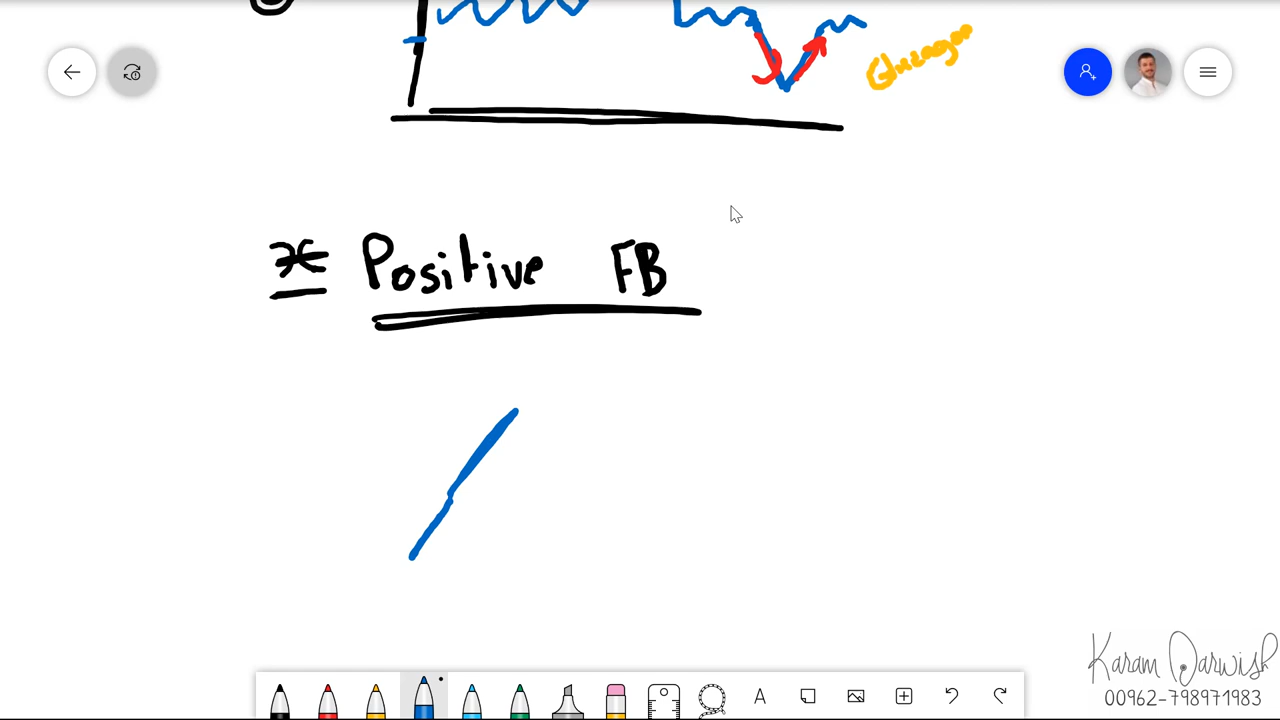 Glucagon
* Positive FB
A
Karam Darwish
00962-798971983